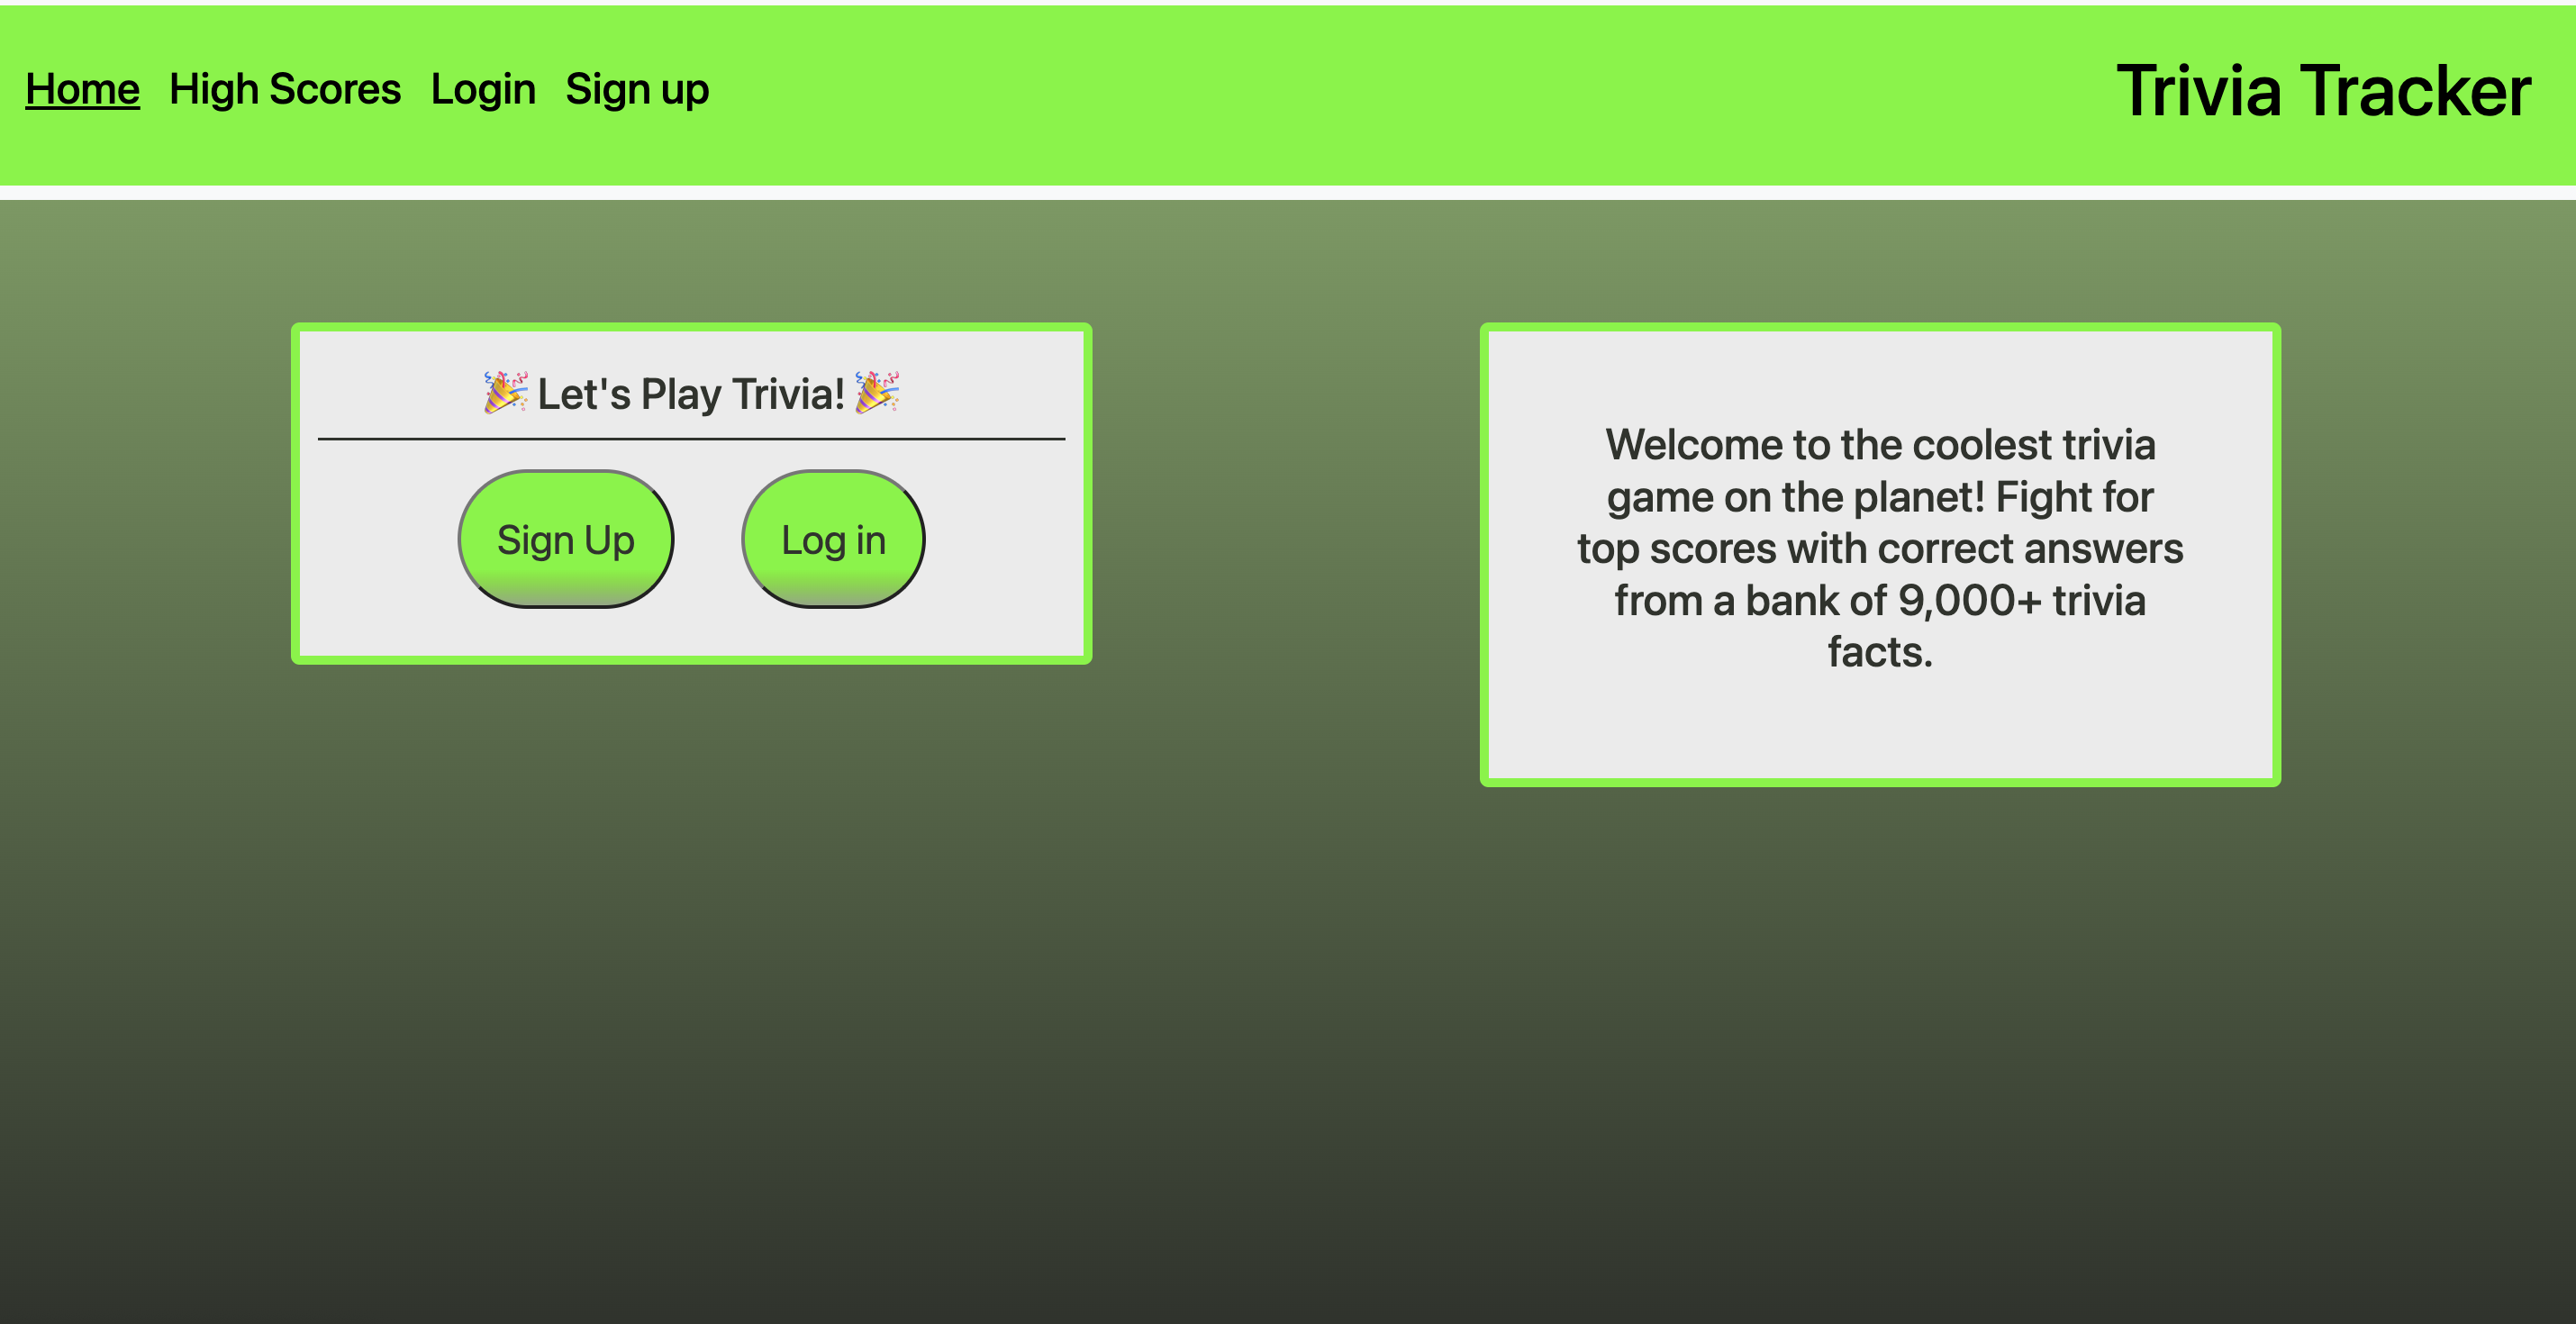 Home High Scores Login Sign up
Trivia Tracker
🎉 Let's Play Trivia! 🎉
Sign Up
Log in
Welcome to the coolest trivia
game on the planet! Fight for
top scores with correct answers
from a bank of 9,000+ trivia
facts.